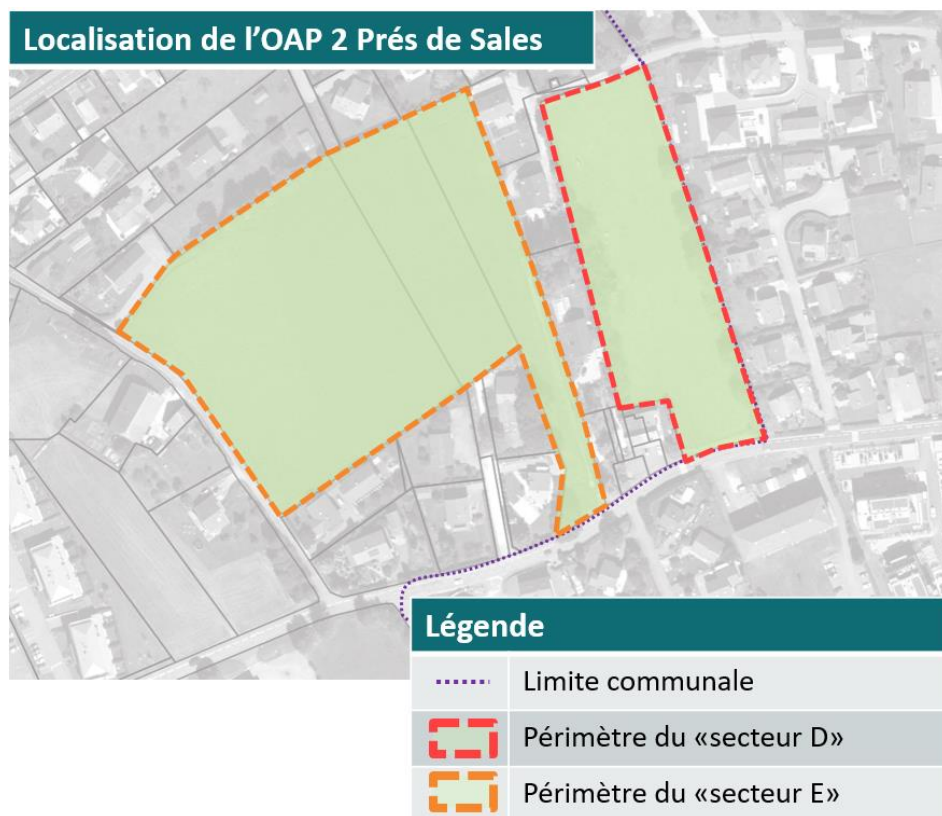 Localisation de l’OAP 2 Prés de Sales
Légende
Limite communale
Périmètre du «secteur D»
Périmètre du «secteur E»